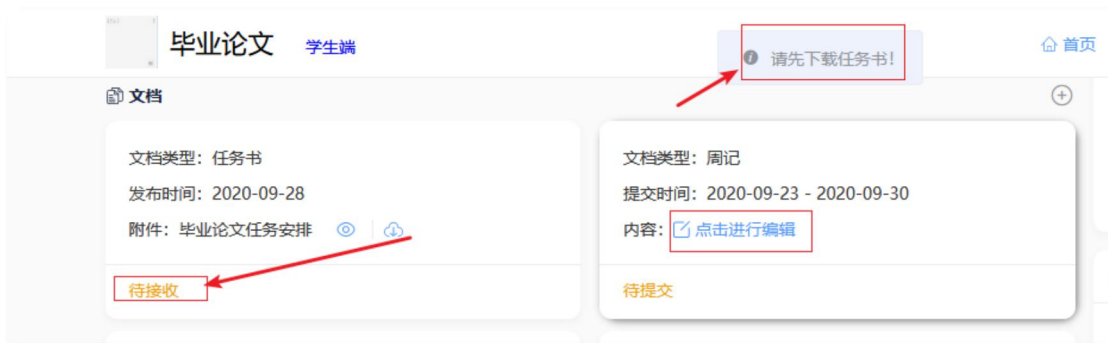 毕业论文 学生端
请先下载任务书!
首页
文档
文档类型：任务书
发布时间：2020-09-28
附件：毕业论文任务安排
待接收
文档类型：周记
提交时间：2020-09-23 - 2020-09-30
内容：点击进行编辑
待提交